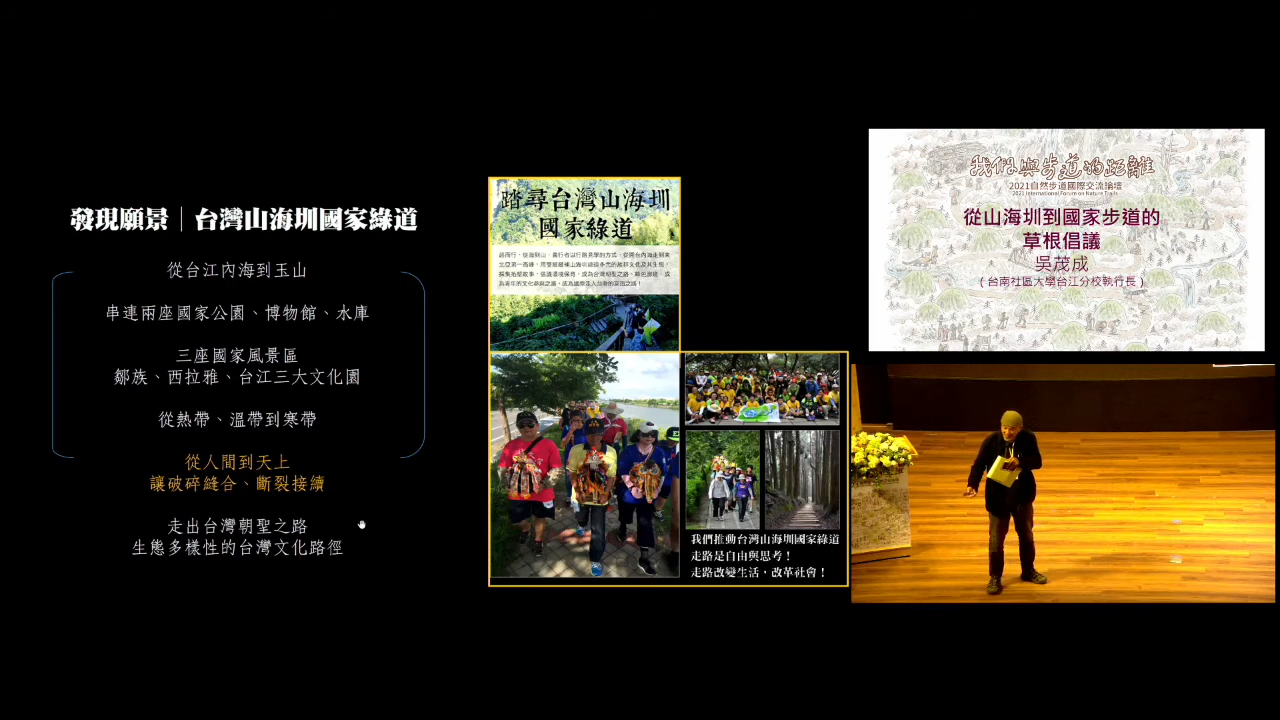 發現願景｜台灣山海圳國家綠道
從台江內海到玉山
串連兩座國家公園、博物館、水庫
三座國家風景區
鄒族、西拉雅、台江三大文化園
從熱帶、溫帶到寒帶
從人間到天上
讓破碎縫合、斷裂接續
走出台灣朝聖之路
生態多樣性的台灣文化路徑
踏尋台灣山海圳
國家綠道
我們推動台灣山海圳國家綠道
走路是自由與思考！
走路改變生活，改革社會！
我們與步道的距離
2021自然步道國際交流論壇
2021 International Forum on Nature Trails
從山海圳到國家步道的
草根倡議
吳茂成
(台南社區大學台江分校執行長)